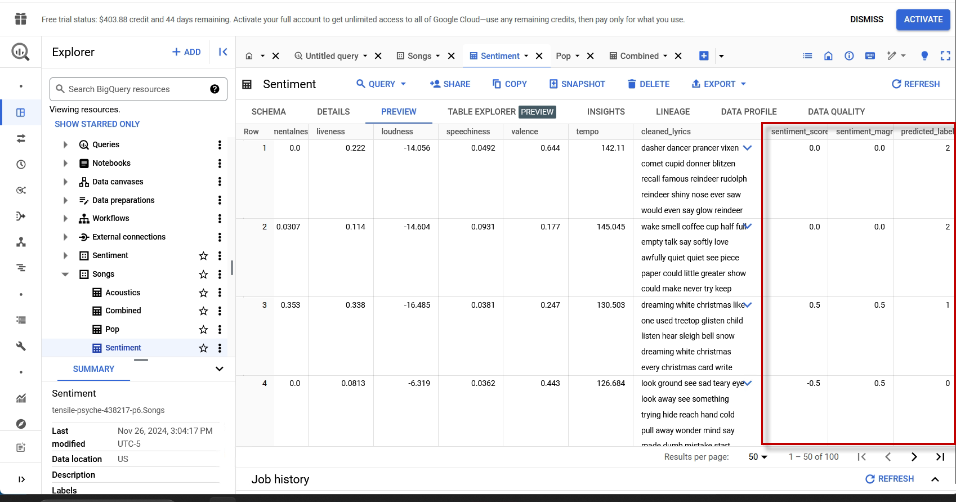 Free trial status: $403.88 credit and 44 days remaining. Activate your full account to get unlimited access to all of Google Cloud—use any remaining credits, then pay only for what you use.
DISMISS
ACTIVATE
Explorer
+ ADD
Untitled query
Songs
Sentiment
Pop
Combined
Search BigQuery resources
Viewing resources.
SHOW STARRED ONLY
Queries
Notebooks
Data canvases
Data preparations
Workflows
External connections
Sentiment
Songs
Acoustics
Combined
Pop
Sentiment
SUMMARY
Sentiment
tensile-psyche-438217-p6.Songs
Last modified Nov 26, 2024, 3:04:17 PM UTC-5
Data location US
Description
Labels
Sentiment
QUERY
SHARE
COPY
SNAPSHOT
DELETE
EXPORT
REFRESH
SCHEMA DETAILS PREVIEW TABLE EXPLORER PREVIEW INSIGHTS LINEAGE DATA PROFILE DATA QUALITY
Row nentalnes liveness loudness speechiness valence tempo cleaned_lyrics sentiment_score sentiment_magr predicted_label
1 0.0 0.222 -14.056 0.0492 0.644 142.11 dasher dancer prancer vixen 0.0 0.0 2
comet cupid donner blitzen
recall famous reindeer rudolph
reindeer shiny nose ever saw
would even say glow reindeer
2 0.0307 0.114 -14.604 0.0931 0.177 145.045 wake smell coffee cup half full 0.0 0.0 2
empty talk say softly love
awfully quiet quiet see piece
paper could little greater show
could make never try keep
3 0.353 0.338 -16.485 0.0381 0.247 130.503 dreaming white christmas like 0.5 0.5 1
one used treetop glisten child
listen hear sleigh bell snow
dreaming white christmas
every christmas card write
4 0.0 0.0813 -6.319 0.0362 0.443 126.684 look ground see sad teary eye -0.5 0.5 0
look away see something
trying hide reach hand cold
pull away wonder mind say
made dumb mistake start
Results per page: 50 1 – 50 of 100
Job history
REFRESH